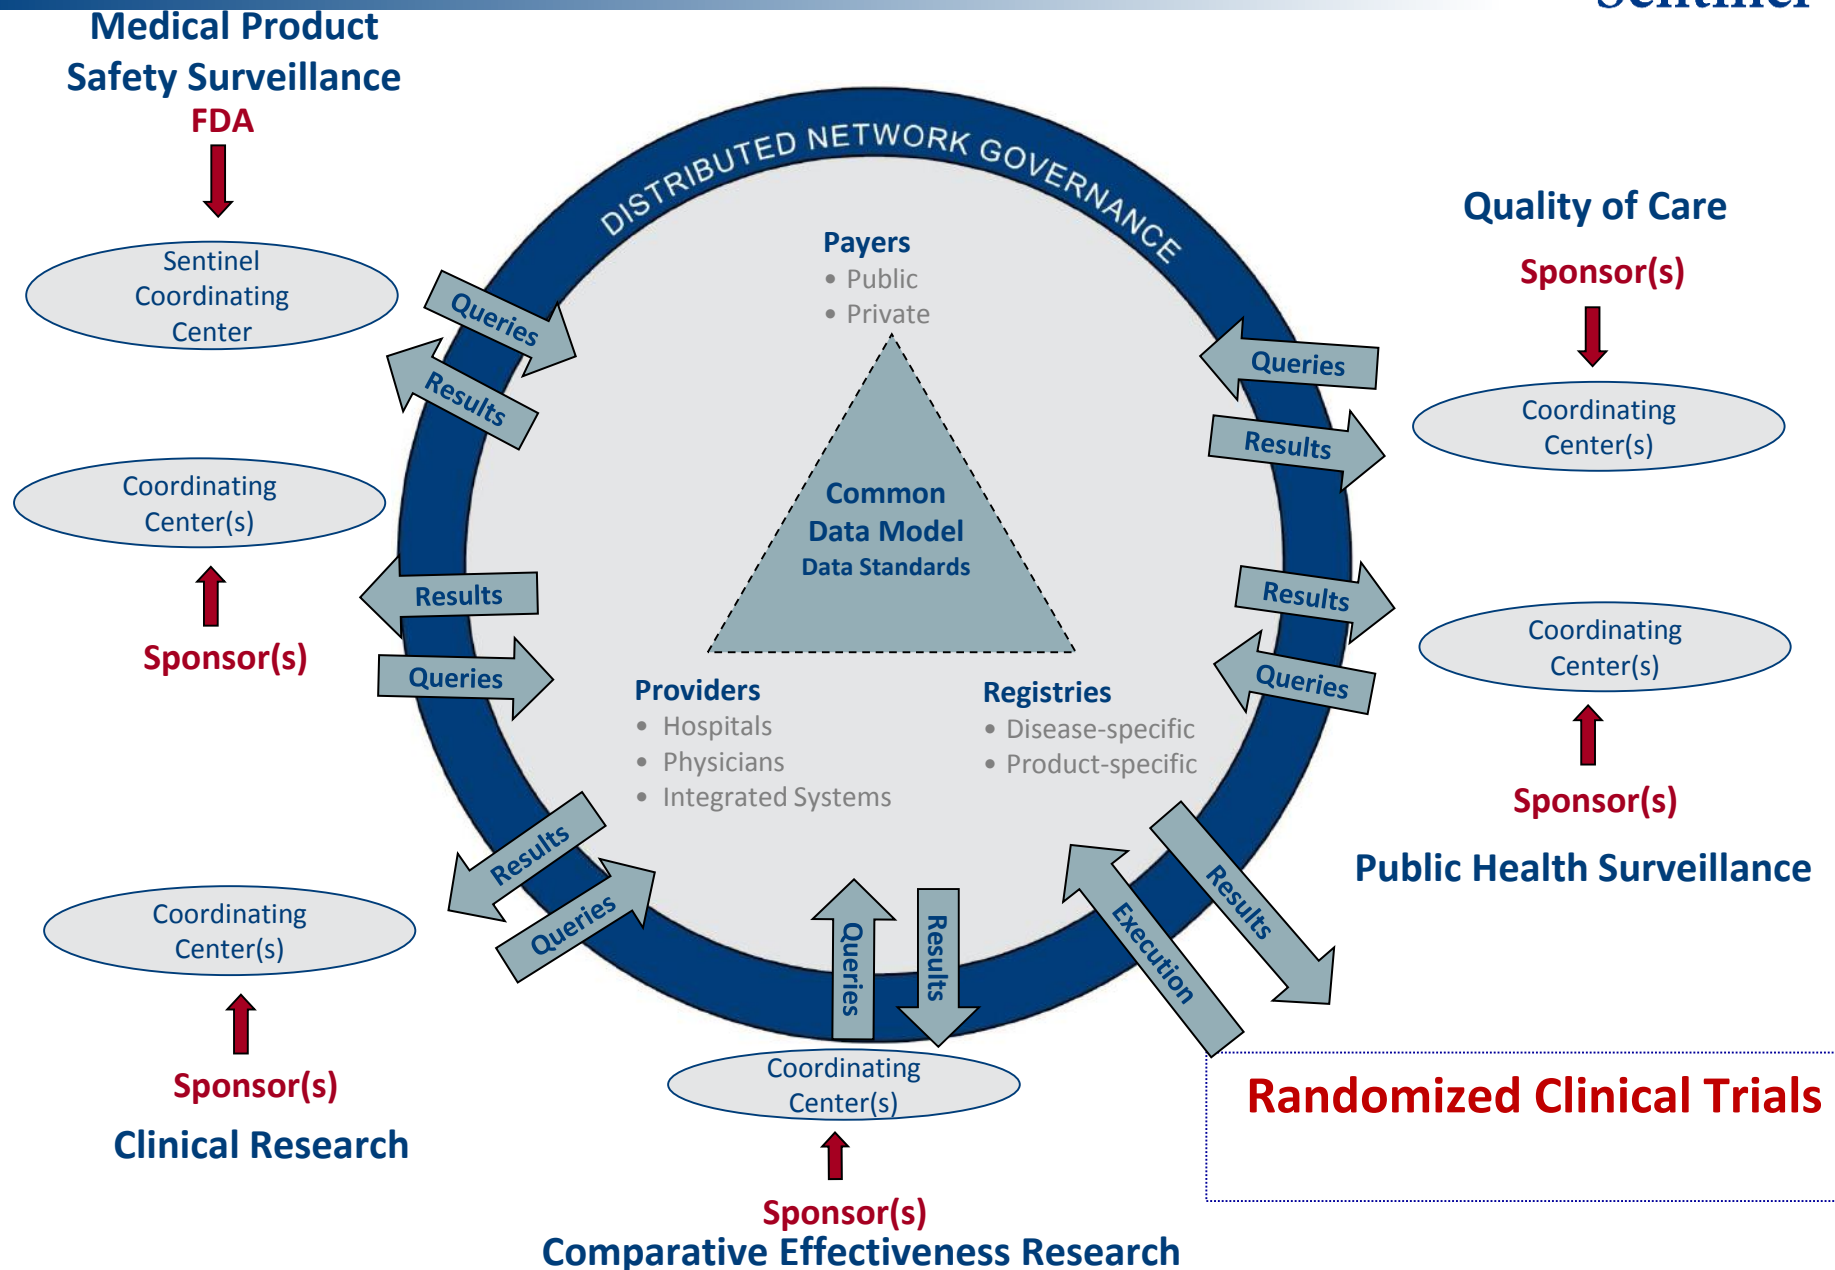 Sentinel
Medical Product
Safety Surveillance
FDA
Sentinel
Coordinating
Center
Queries
Results
Coordinating
Center(s)
Sponsor(s)
Results
Queries
Coordinating
Center(s)
Sponsor(s)
Clinical Research
Results
Queries
DISTRIBUTED NETWORK GOVERNANCE
Payers
• Public
• Private
Common
Data Model
Data Standards
Providers
• Hospitals
• Physicians
• Integrated Systems
Registries
• Disease-specific
• Product-specific
Queries
Results
Coordinating
Center(s)
Sponsor(s)
Comparative Effectiveness Research
Quality of Care
Sponsor(s)
Coordinating
Center(s)
Queries
Results
Results
Queries
Coordinating
Center(s)
Sponsor(s)
Public Health Surveillance
Results
Execution
Randomized Clinical Trials